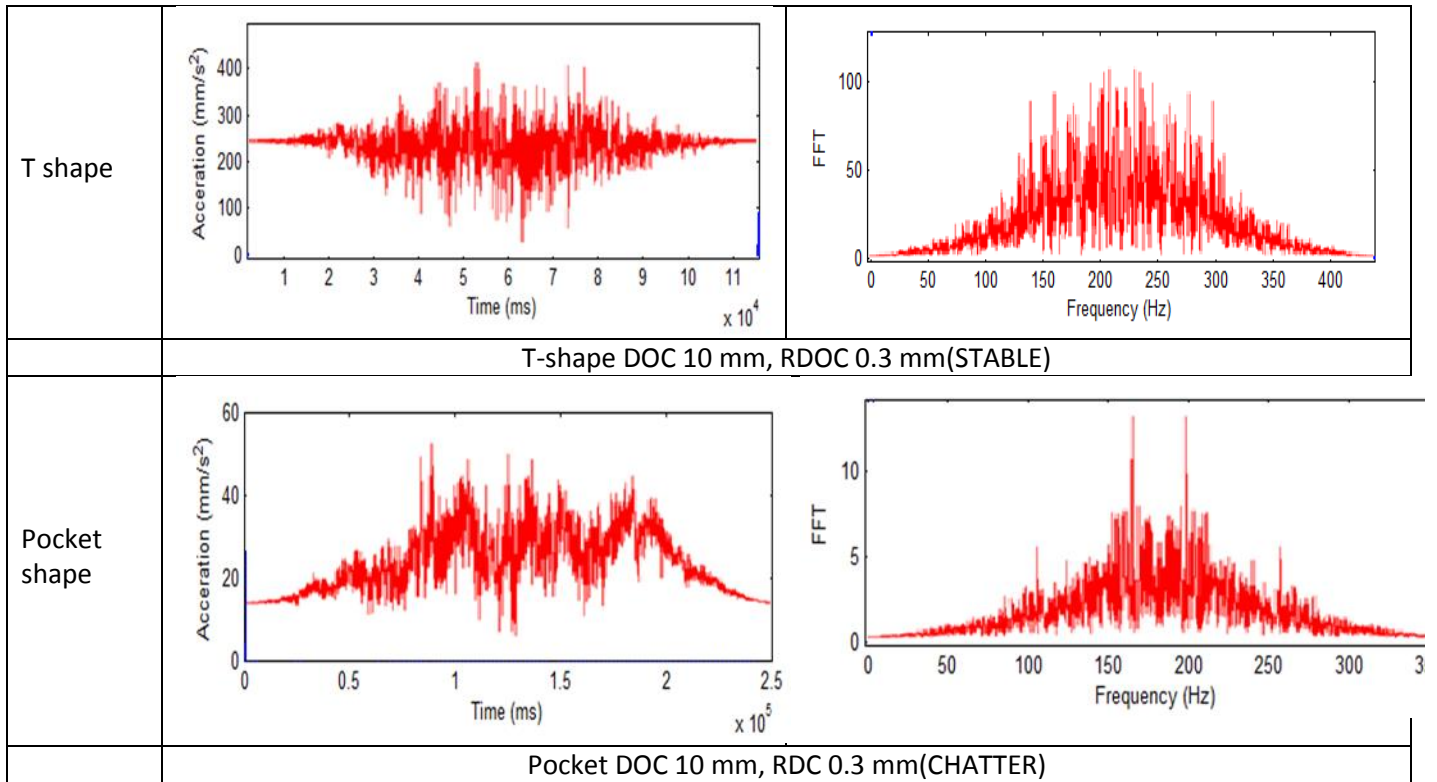 T shape
Acceration (mm/s²)
400
300
200
100
0
1 2 3 4 5 6 7 8 9 10 11
Time (ms)
x 10⁴
FFT
100
50
0
0 50 100 150 200 250 300 350 400
Frequency (Hz)
T-shape DOC 10 mm, RDOC 0.3 mm(STABLE)
Pocket
shape
Acceration (mm/s²)
60
40
20
0
0 0.5 1 1.5 2 2.5
Time (ms)
x 10⁵
FFT
10
5
0
0 50 100 150 200 250 300 3
Frequency (Hz)
Pocket DOC 10 mm, RDC 0.3 mm(CHATTER)